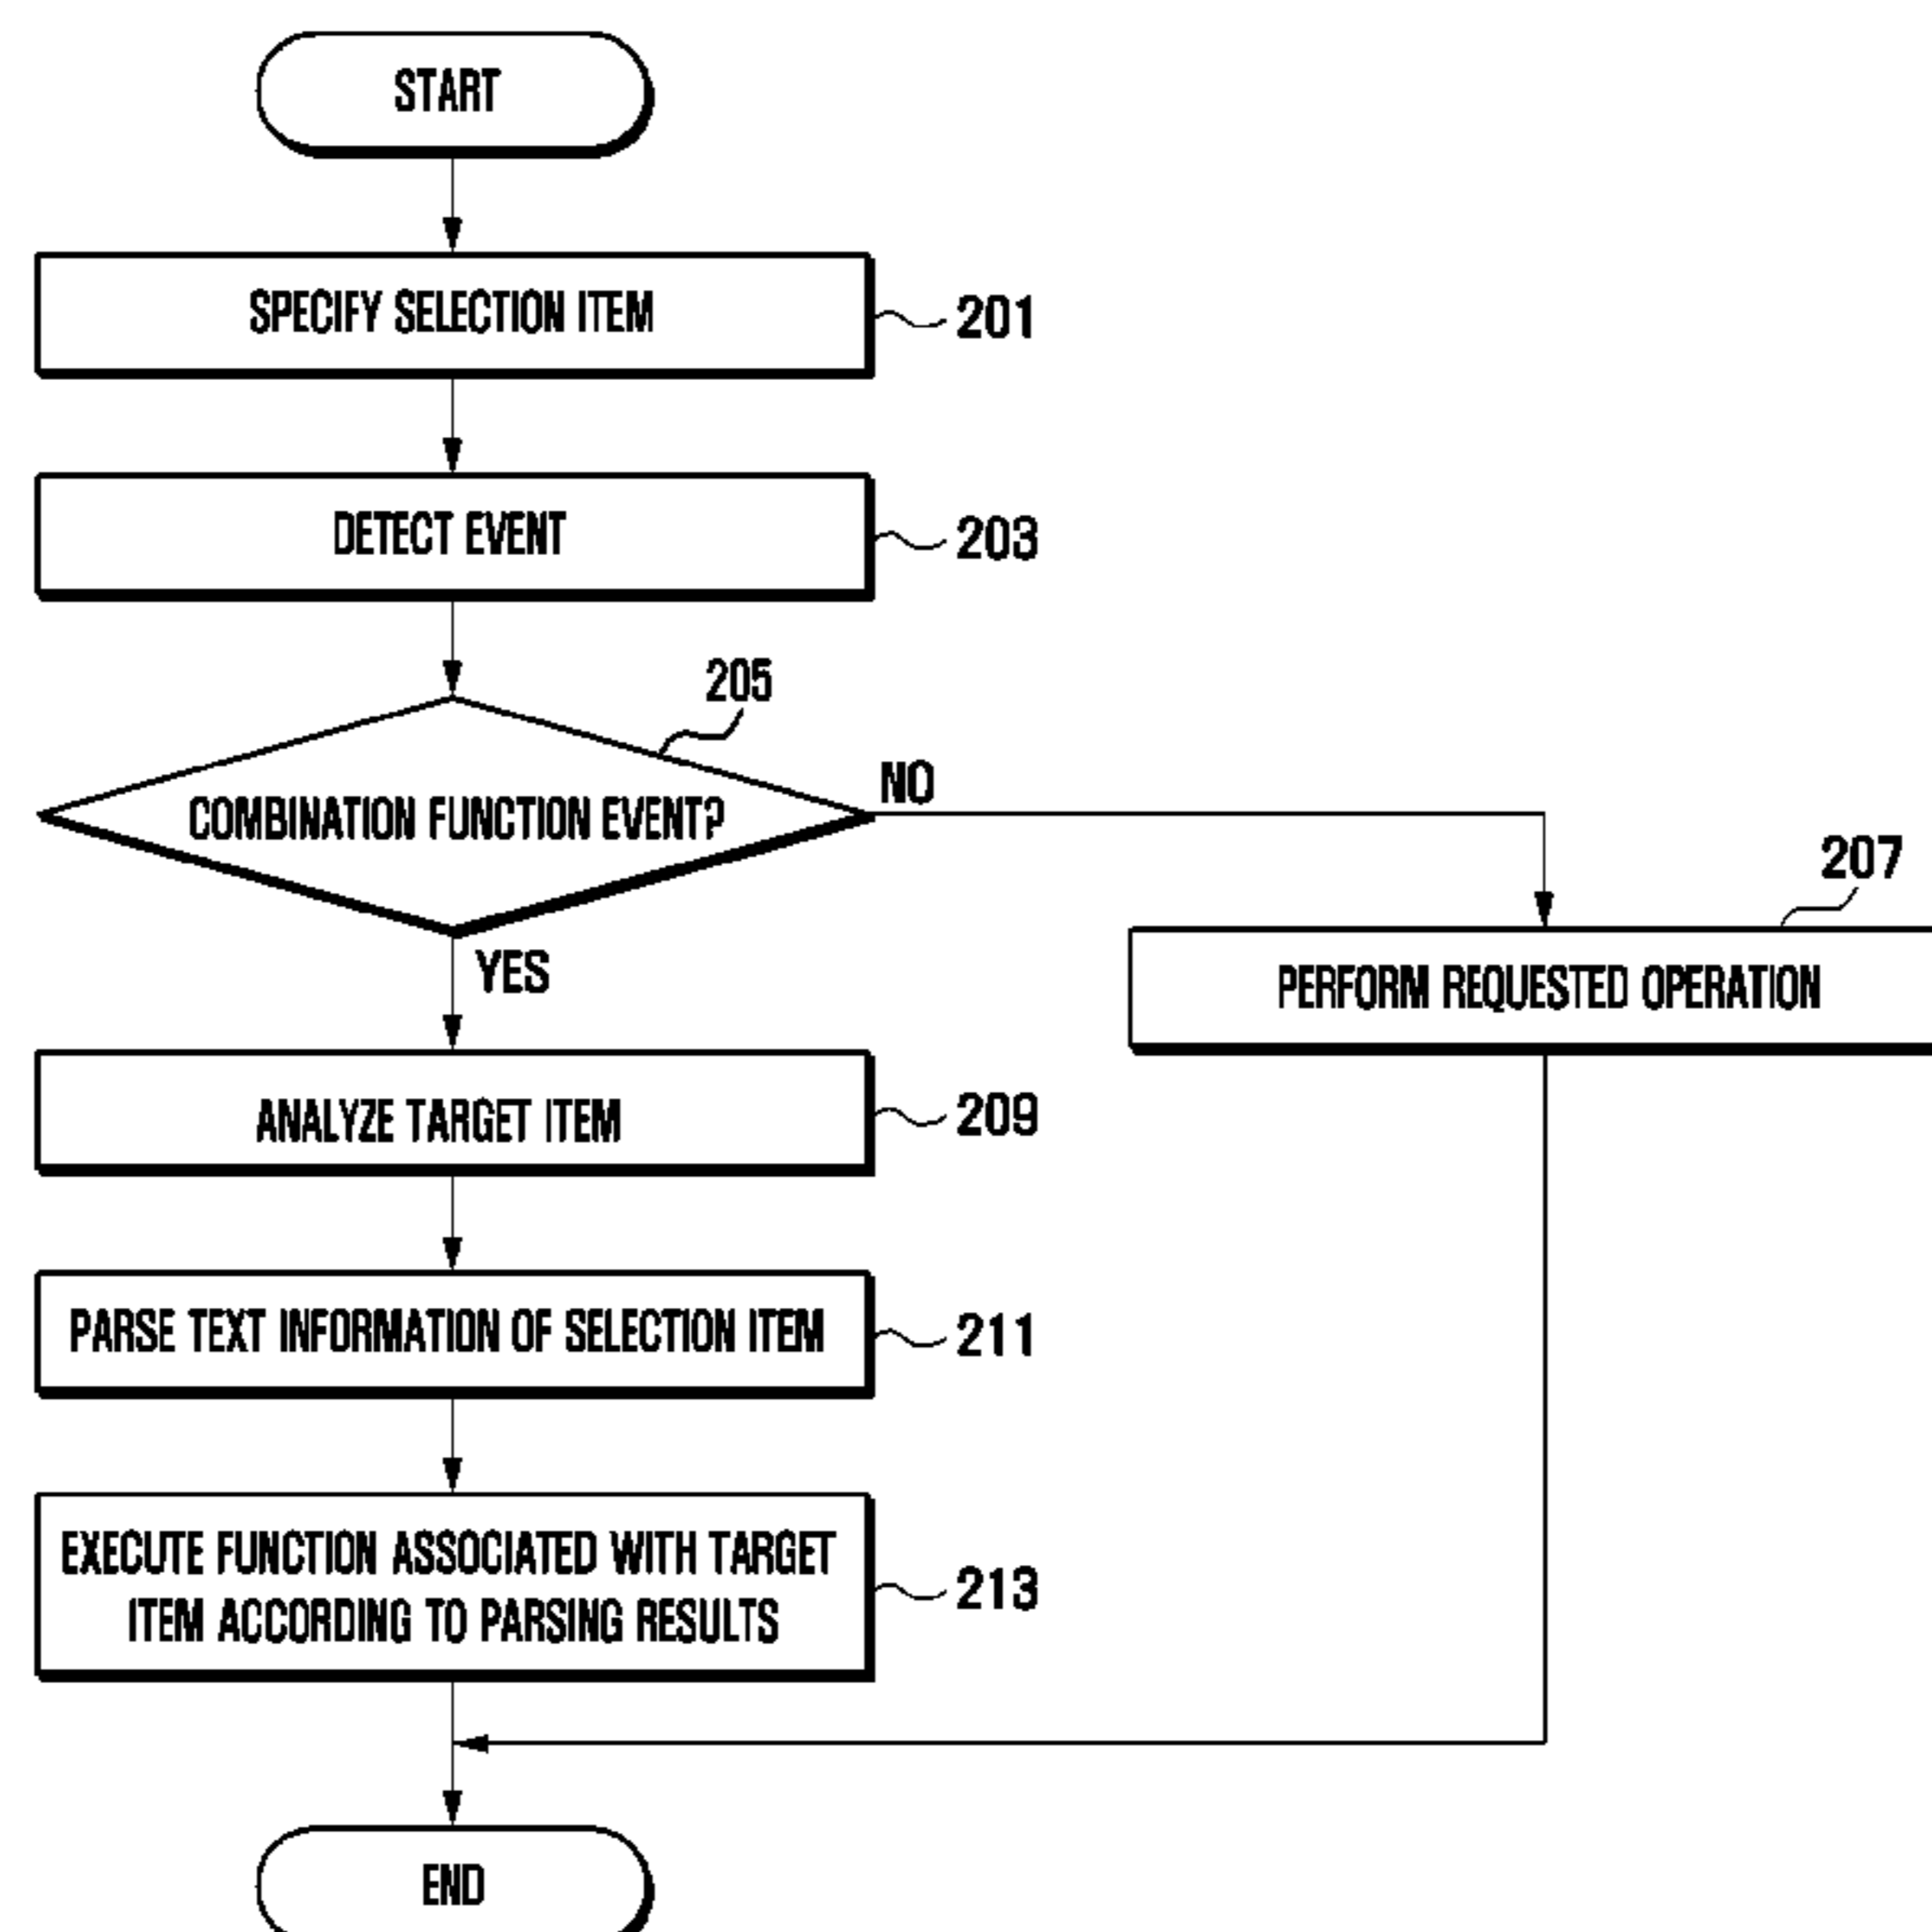 START
SPECIFY SELECTION ITEM
201
DETECT EVENT
203
205
COMBINATION FUNCTION EVENT?
NO
207
PERFORM REQUESTED OPERATION
YES
ANALYZE TARGET ITEM
209
PARSE TEXT INFORMATION OF SELECTION ITEM
211
EXECUTE FUNCTION ASSOCIATED WITH TARGET
ITEM ACCORDING TO PARSING RESULTS
213
END